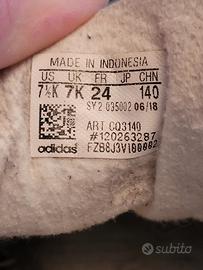 MADE IN INDONESIA
US UK FR JP CHN
7½K 7K 24 140
SY2 035002 06/18
ART CQ3140
#120263287
adidas FZB8J3V180082
subito